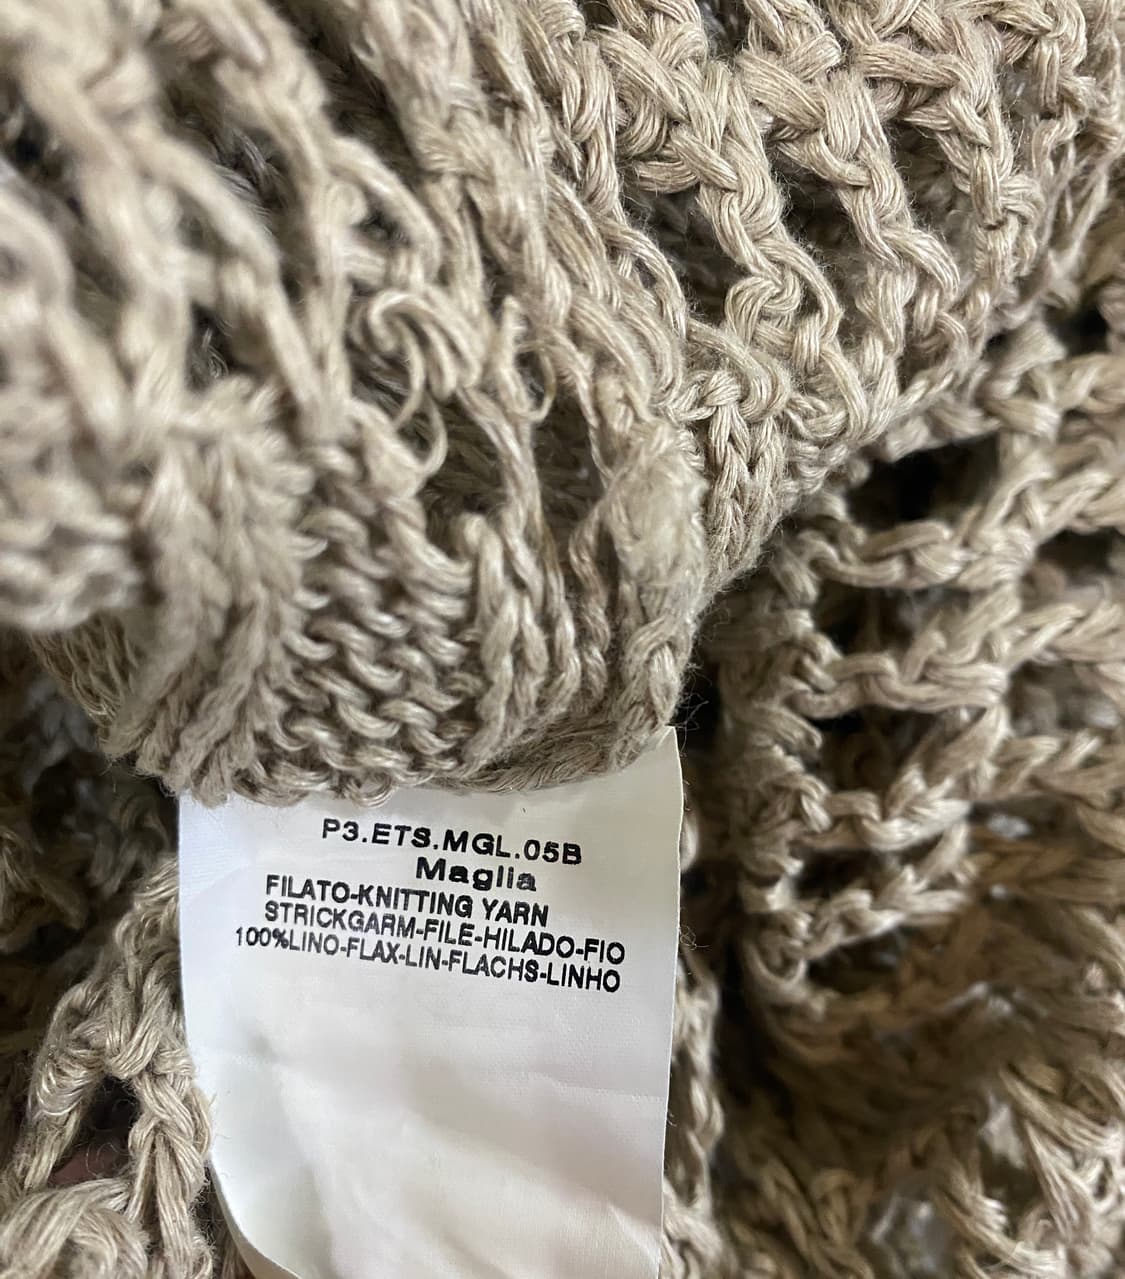 P3.ETS.MGL.05B
Maglia
FILATO-KNITTING YARN
STRICKGARM-FILE-HILADO-FIO
100%LINO-FLAX-LIN-FLACHS-LINHO